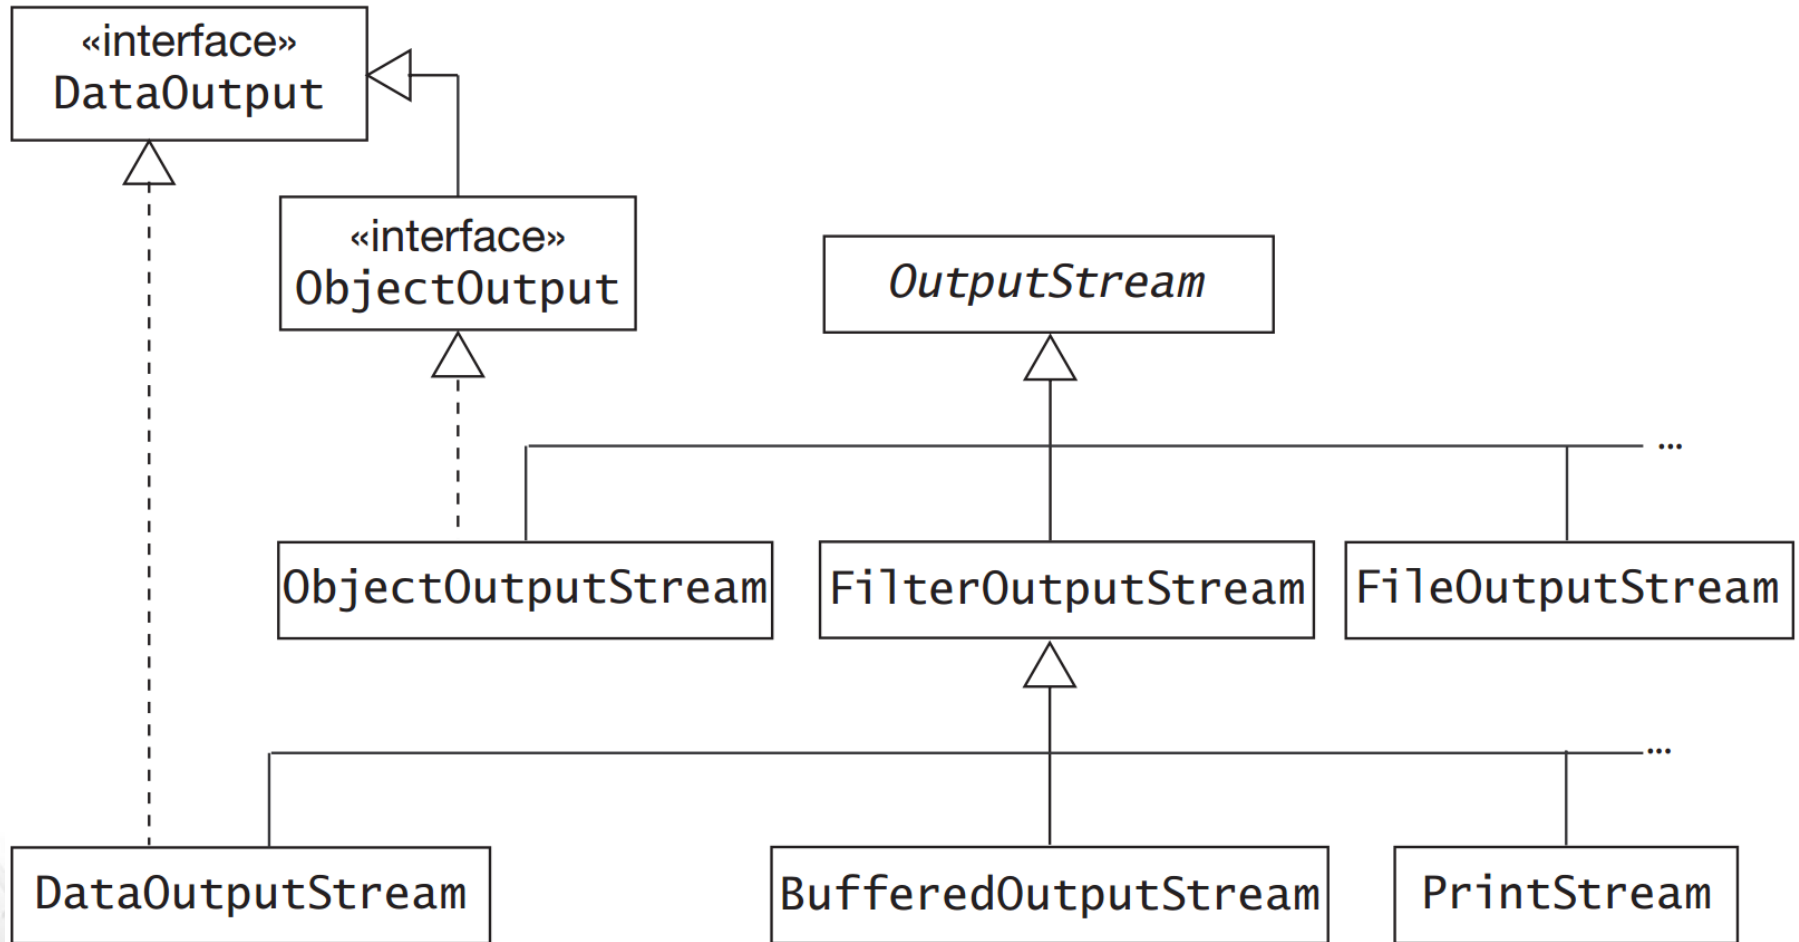 «interface»
DataOutput
«interface»
ObjectOutput
OutputStream
...
ObjectOutputStream
FilterOutputStream
FileOutputStream
...
DataOutputStream
BufferedOutputStream
PrintStream